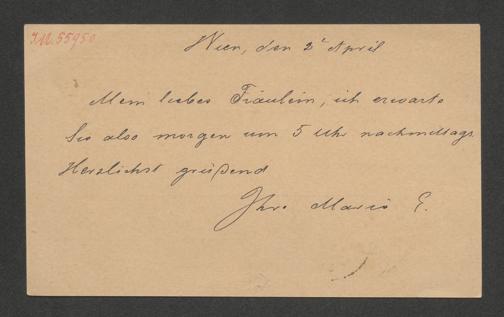 I.N. 55950
Wien, den 2t April
Mein liebes Fräulein, ich erwarte
Sie also morgen um 5 Uhr nachmittags
Herzlichst grüßend
Ihre Marie E.